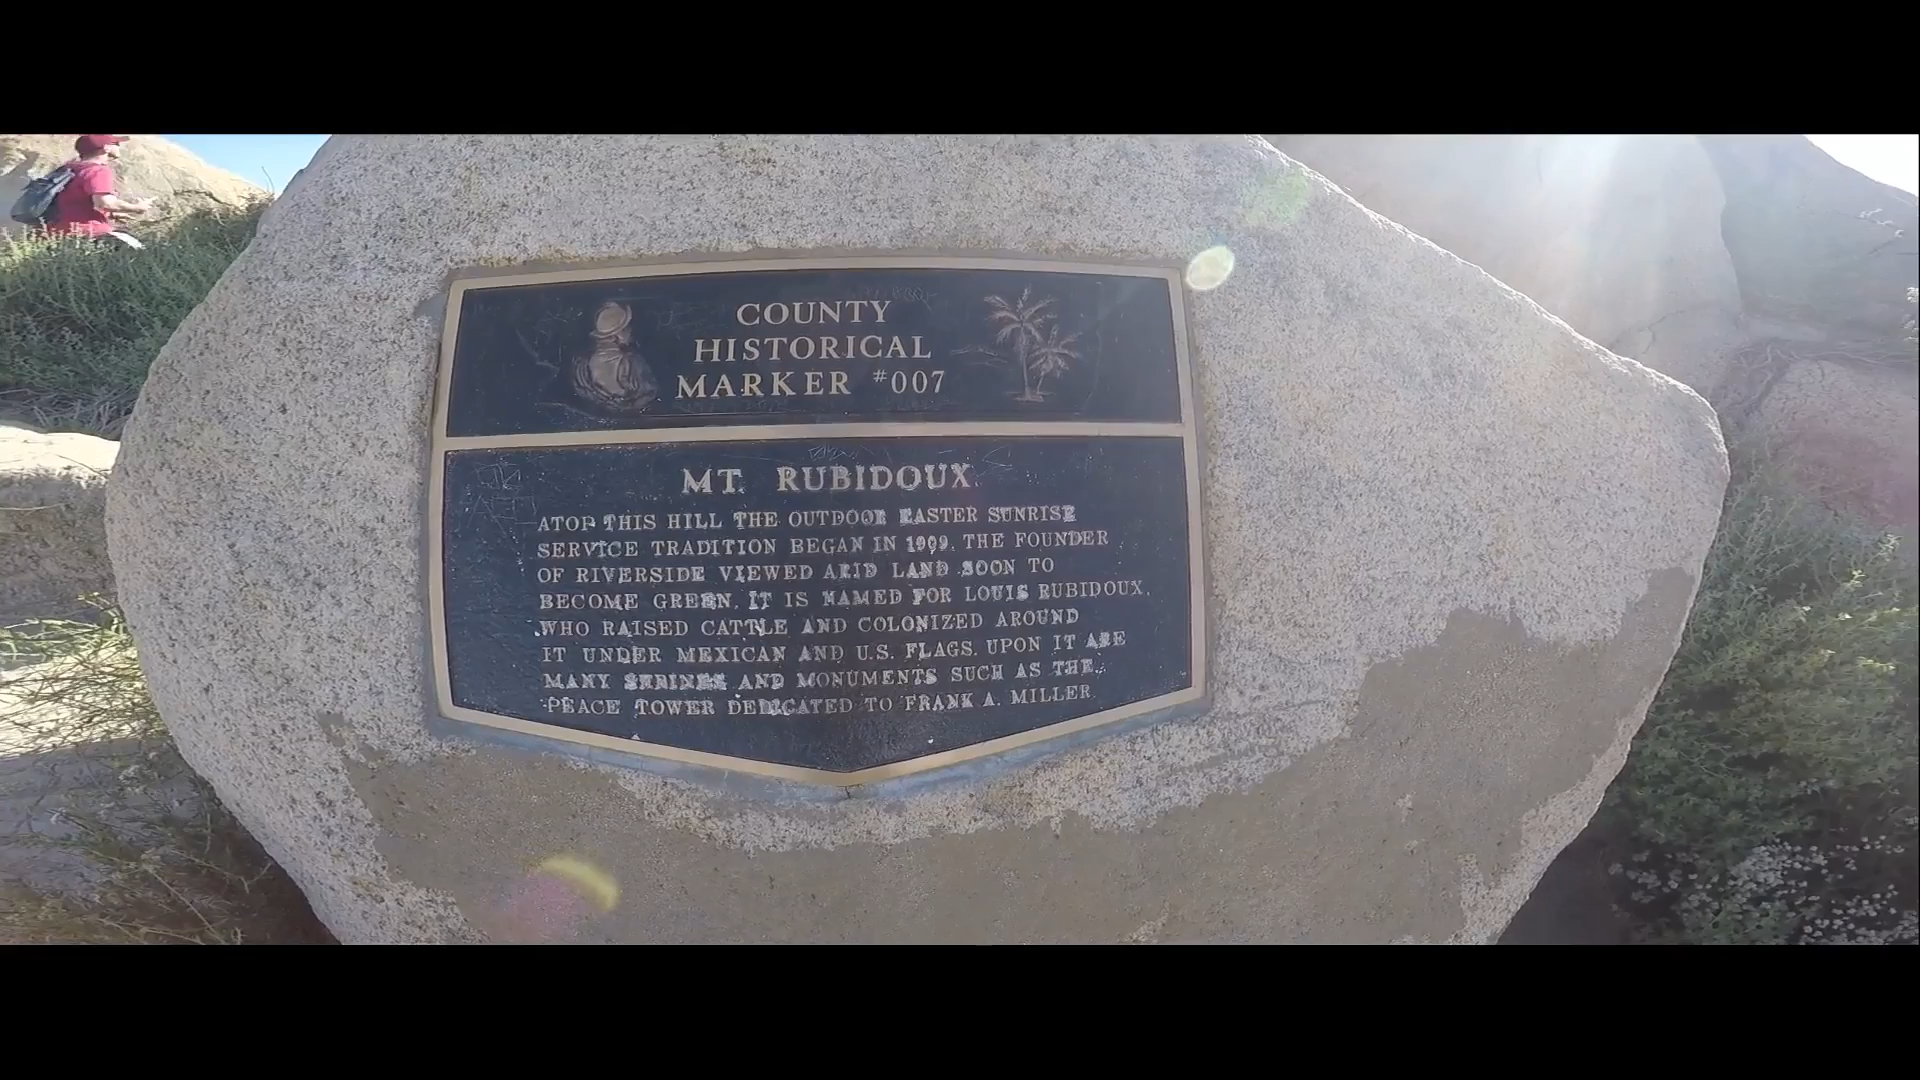 COUNTY
HISTORICAL
MARKER #007
MT. RUBIDOUX
ATOP THIS HILL THE OUTDOOR EASTER SUNRISE
SERVICE TRADITION BEGAN IN 1909. THE FOUNDER
OF RIVERSIDE VIEWED ARID LAND SOON TO
BECOME GREEN. IT IS NAMED FOR LOUIS RUBIDOUX,
WHO RAISED CATTLE AND COLONIZED AROUND
IT UNDER MEXICAN AND U.S. FLAGS. UPON IT ARE
MANY SHRINES AND MONUMENTS SUCH AS THE
PEACE TOWER DEDICATED TO FRANK A. MILLER.